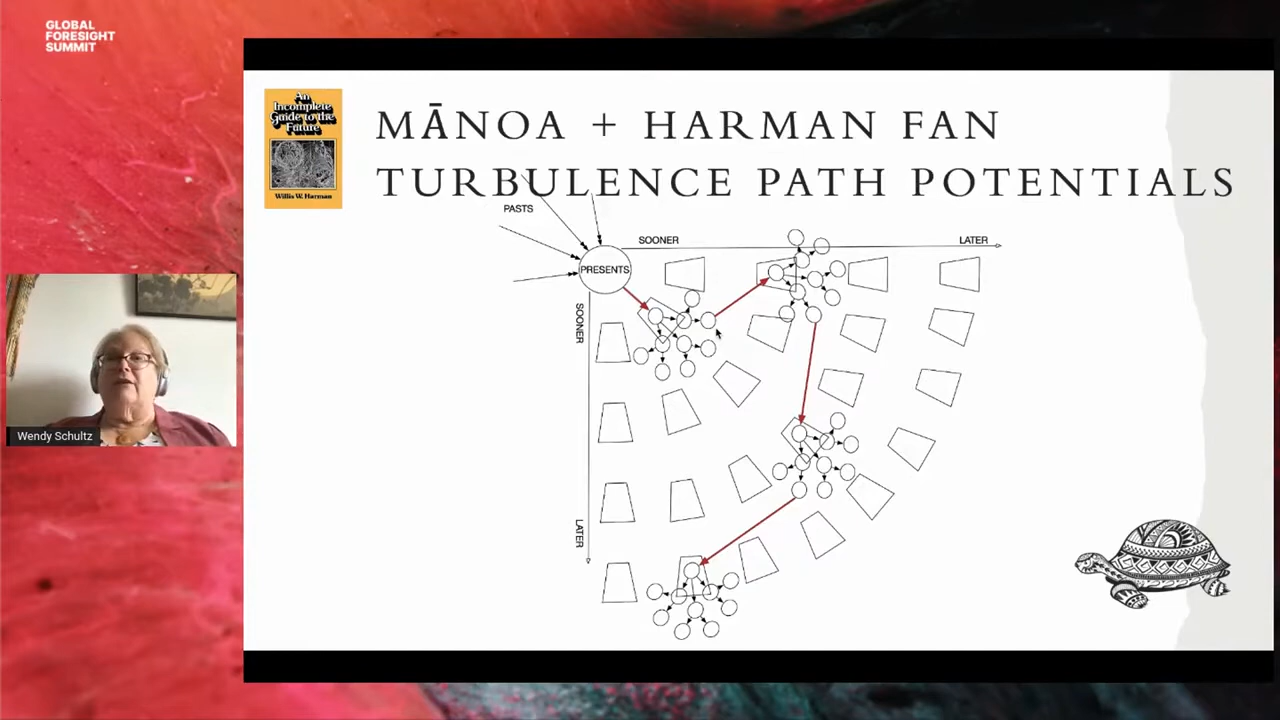 GLOBAL
FORESIGHT
SUMMIT
An
Incomplete
Guide to the
Future
Willis W. Harman
MĀNOA + HARMAN FAN
TURBULENCE PATH POTENTIALS
PASTS
PRESENTS
SOONER
LATER
SOONER
LATER
Wendy Schultz